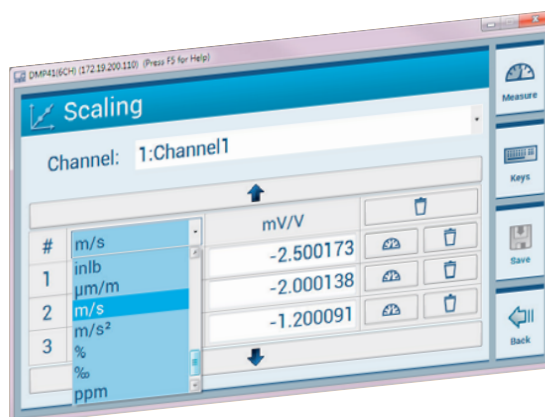 DMP41(6CH) (172.19.200.110) (Press F5 for Help)
Scaling
Measure
Channel: 1:Channel1
Keys
# m/s mV/V
inlb
1 µm/m -2.500173
2 m/s -2.000138
m/s²
3 % -1.200091
‰
ppm
Save
Back